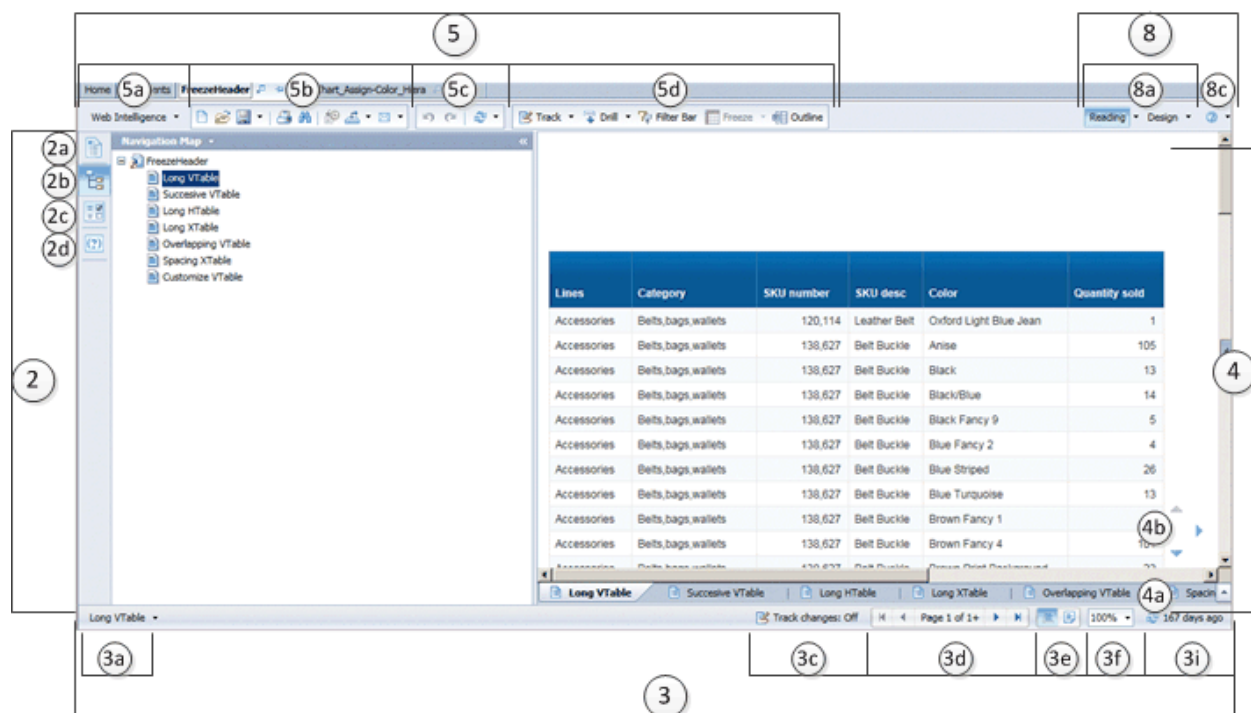 5
8
Home
5a
ents
FreezeHeader
5b
hart_Assign-Color_Hiera
5c
5d
8a
8c
Web Intelligence
Track
Drill
Filter Bar
Freeze
Outline
Reading
Design
2a
2b
2c
2d
2
Navigation Map
FreezeHeader
Long VTable
Succesive VTable
Long HTable
Long XTable
Overlapping VTable
Spacing XTable
Customize VTable
Lines Category SKU number SKU desc Color Quantity sold
Accessories Belts,bags,wallets 120,114 Leather Belt Oxford Light Blue Jean 1
Accessories Belts,bags,wallets 138,627 Belt Buckle Anise 105
Accessories Belts,bags,wallets 138,627 Belt Buckle Black 13
Accessories Belts,bags,wallets 138,627 Belt Buckle Black/Blue 14
Accessories Belts,bags,wallets 138,627 Belt Buckle Black Fancy 9 5
Accessories Belts,bags,wallets 138,627 Belt Buckle Blue Fancy 2 4
Accessories Belts,bags,wallets 138,627 Belt Buckle Blue Striped 26
Accessories Belts,bags,wallets 138,627 Belt Buckle Blue Turquoise 13
Accessories Belts,bags,wallets 138,627 Belt Buckle Brown Fancy 1
Accessories Belts,bags,wallets 138,627 Belt Buckle Brown Fancy 4
4
4b
Long VTable
Succesive VTable
Long HTable
Long XTable
Overlapping VTable
4a
Spacin
Long VTable
Track changes: Off
Page 1 of 1+
100%
167 days ago
3a
3c
3d
3e
3f
3i
3